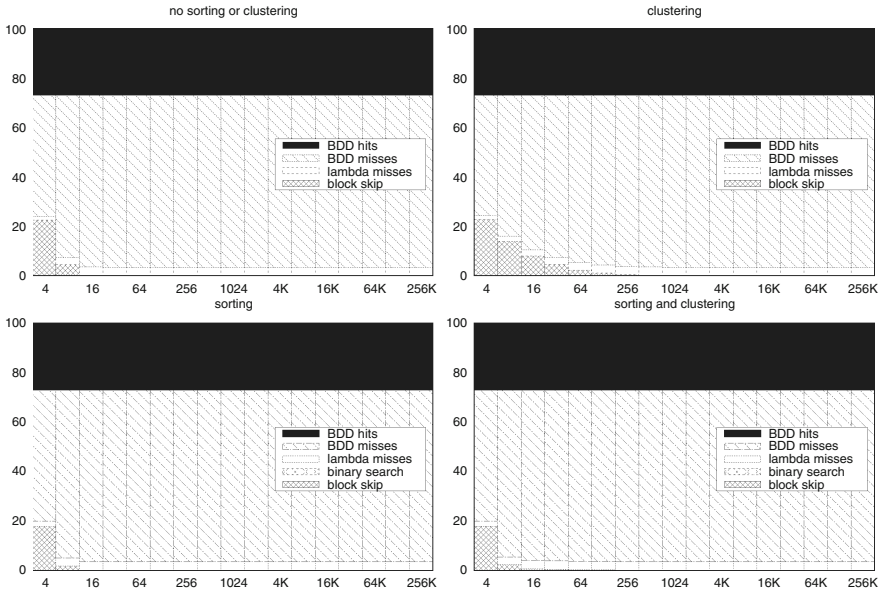 no sorting or clustering
100
80
60
40
20
0
BDD hits
BDD misses
lambda misses
block skip
4 16 64 256 1024 4K 16K 64K 256K
clustering
100
80
60
40
20
0
BDD hits
BDD misses
lambda misses
block skip
4 16 64 256 1024 4K 16K 64K 256K
sorting
100
80
60
40
20
0
BDD hits
BDD misses
lambda misses
binary search
block skip
4 16 64 256 1024 4K 16K 64K 256K
sorting and clustering
100
80
60
40
20
0
BDD hits
BDD misses
lambda misses
binary search
block skip
4 16 64 256 1024 4K 16K 64K 256K